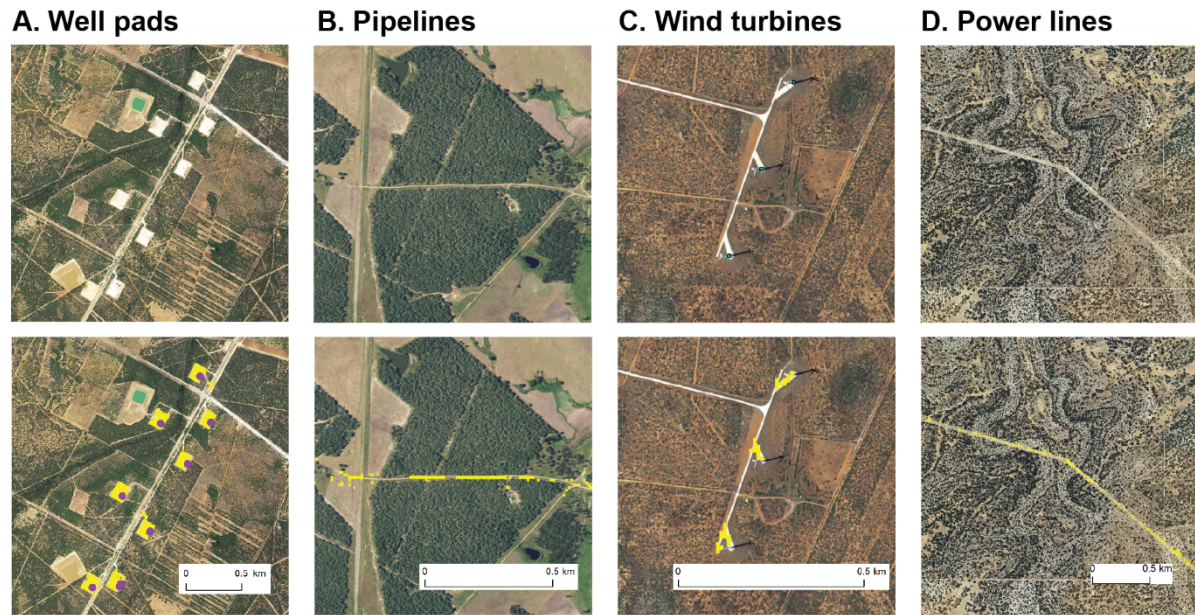 A. Well pads
B. Pipelines
C. Wind turbines
D. Power lines
0 0.5 km
0 0.5 km
0 0.5 km
0 0.5 km